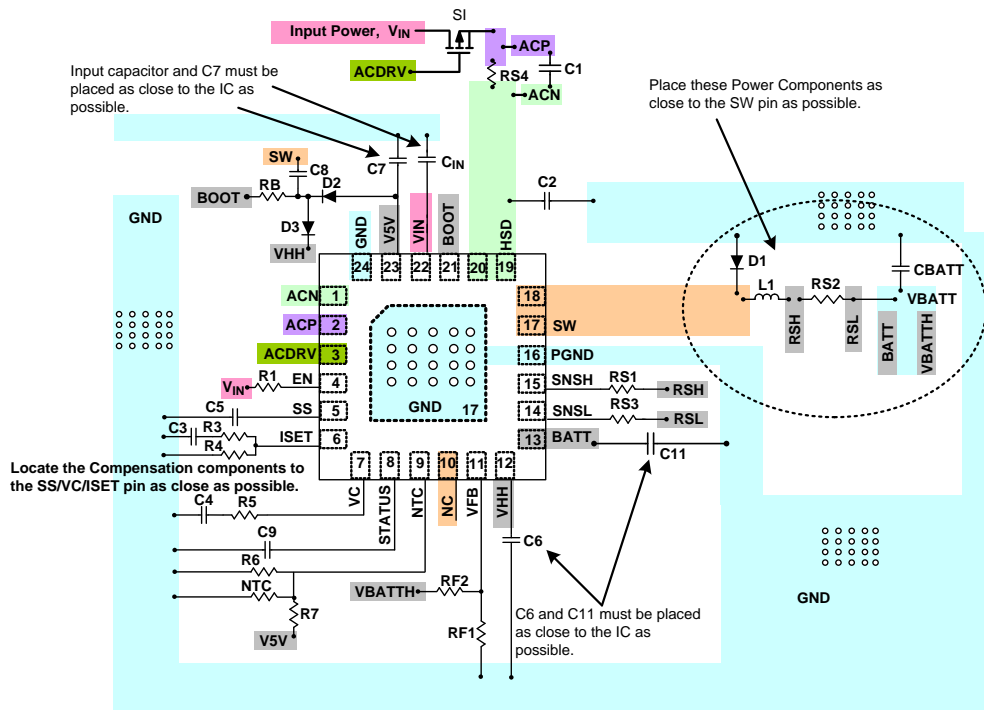 SI
Input Power, VIN
ACP
ACDRV
RS4
C1
ACN
Input capacitor and C7 must be
placed as close to the IC as
possible.
Place these Power Components as
close to the SW pin as possible.
SW
C8
C7
CIN
BOOT
RB
D2
C2
GND
D3
VHH
GND
V5V
VIN
BOOT
HSD
24
23
22
21
20
19
D1
CBATT
L1
RS2
VBATT
RSH
RSL
BATT
VBATTH
ACN
1
18
ACP
2
17
SW
ACDRV
3
16
PGND
VIN
R1
EN
4
15
SNSH
RS1
RSH
C5
SS
5
14
SNSL
RS3
RSL
C3
R3
ISET
6
13
BATT
R4
C11
GND
17
Locate the Compensation components to
the SS/VC/ISET pin as close as possible.
7
8
9
10
11
12
VC
STATUS
NTC
NC
VFB
VHH
C4
R5
C9
C6
R6
NTC
R7
V5V
VBATTH
RF2
RF1
C6 and C11 must be placed
as close to the IC as
possible.
GND